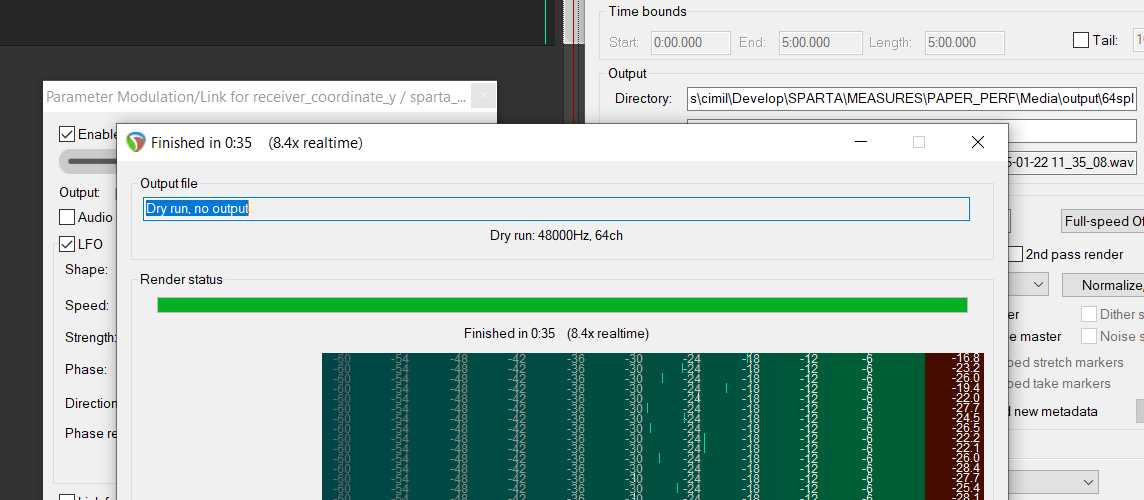 Time bounds
Start: 0:00.000 End: 5:00.000 Length: 5:00.000 Tail:
Output
Directory: s\cimil\Develop\SPARTA\MEASURES\PAPER_PERF\Media\output\64spl
5-01-22 11_35_08.wav
Full-speed Of
2nd pass render
Normalize,
Dither s
e master Noise s
ped stretch markers
ped take markers
d new metadata
Parameter Modulation/Link for receiver_coordinate_y / sparta_...
Enable
Output:
Audio
LFO
Shape:
Speed:
Strength:
Phase:
Direction
Phase re
Finished in 0:35 (8.4x realtime)
Output file
Dry run, no output
Dry run: 48000Hz, 64ch
Render status
Finished in 0:35 (8.4x realtime)
-60 -54 -48 -42 -36 -30 -24 -18 -12 -6 -16.8
-60 -54 -48 -42 -36 -30 -24 -18 -12 -6 -23.2
-60 -54 -48 -42 -36 -30 -24 -18 -12 -6 -26.0
-60 -54 -48 -42 -36 -30 -24 -18 -12 -6 -19.4
-60 -54 -48 -42 -36 -30 -24 -18 -12 -6 -22.0
-60 -54 -48 -42 -36 -30 -24 -18 -12 -6 -27.7
-60 -54 -48 -42 -36 -30 -24 -18 -12 -6 -24.5
-60 -54 -48 -42 -36 -30 -24 -18 -12 -6 -26.5
-60 -54 -48 -42 -36 -30 -24 -18 -12 -6 -22.2
-60 -54 -48 -42 -36 -30 -24 -18 -12 -6 -22.1
-60 -54 -48 -42 -36 -30 -24 -18 -12 -6 -26.0
-60 -54 -48 -42 -36 -30 -24 -18 -12 -6 -28.4
-60 -54 -48 -42 -36 -30 -24 -18 -12 -6 -27.7
-60 -54 -48 -42 -36 -30 -24 -18 -12 -6 -25.4
-60 -54 -48 -42 -36 -30 -24 -18 -12 -6 -28.1